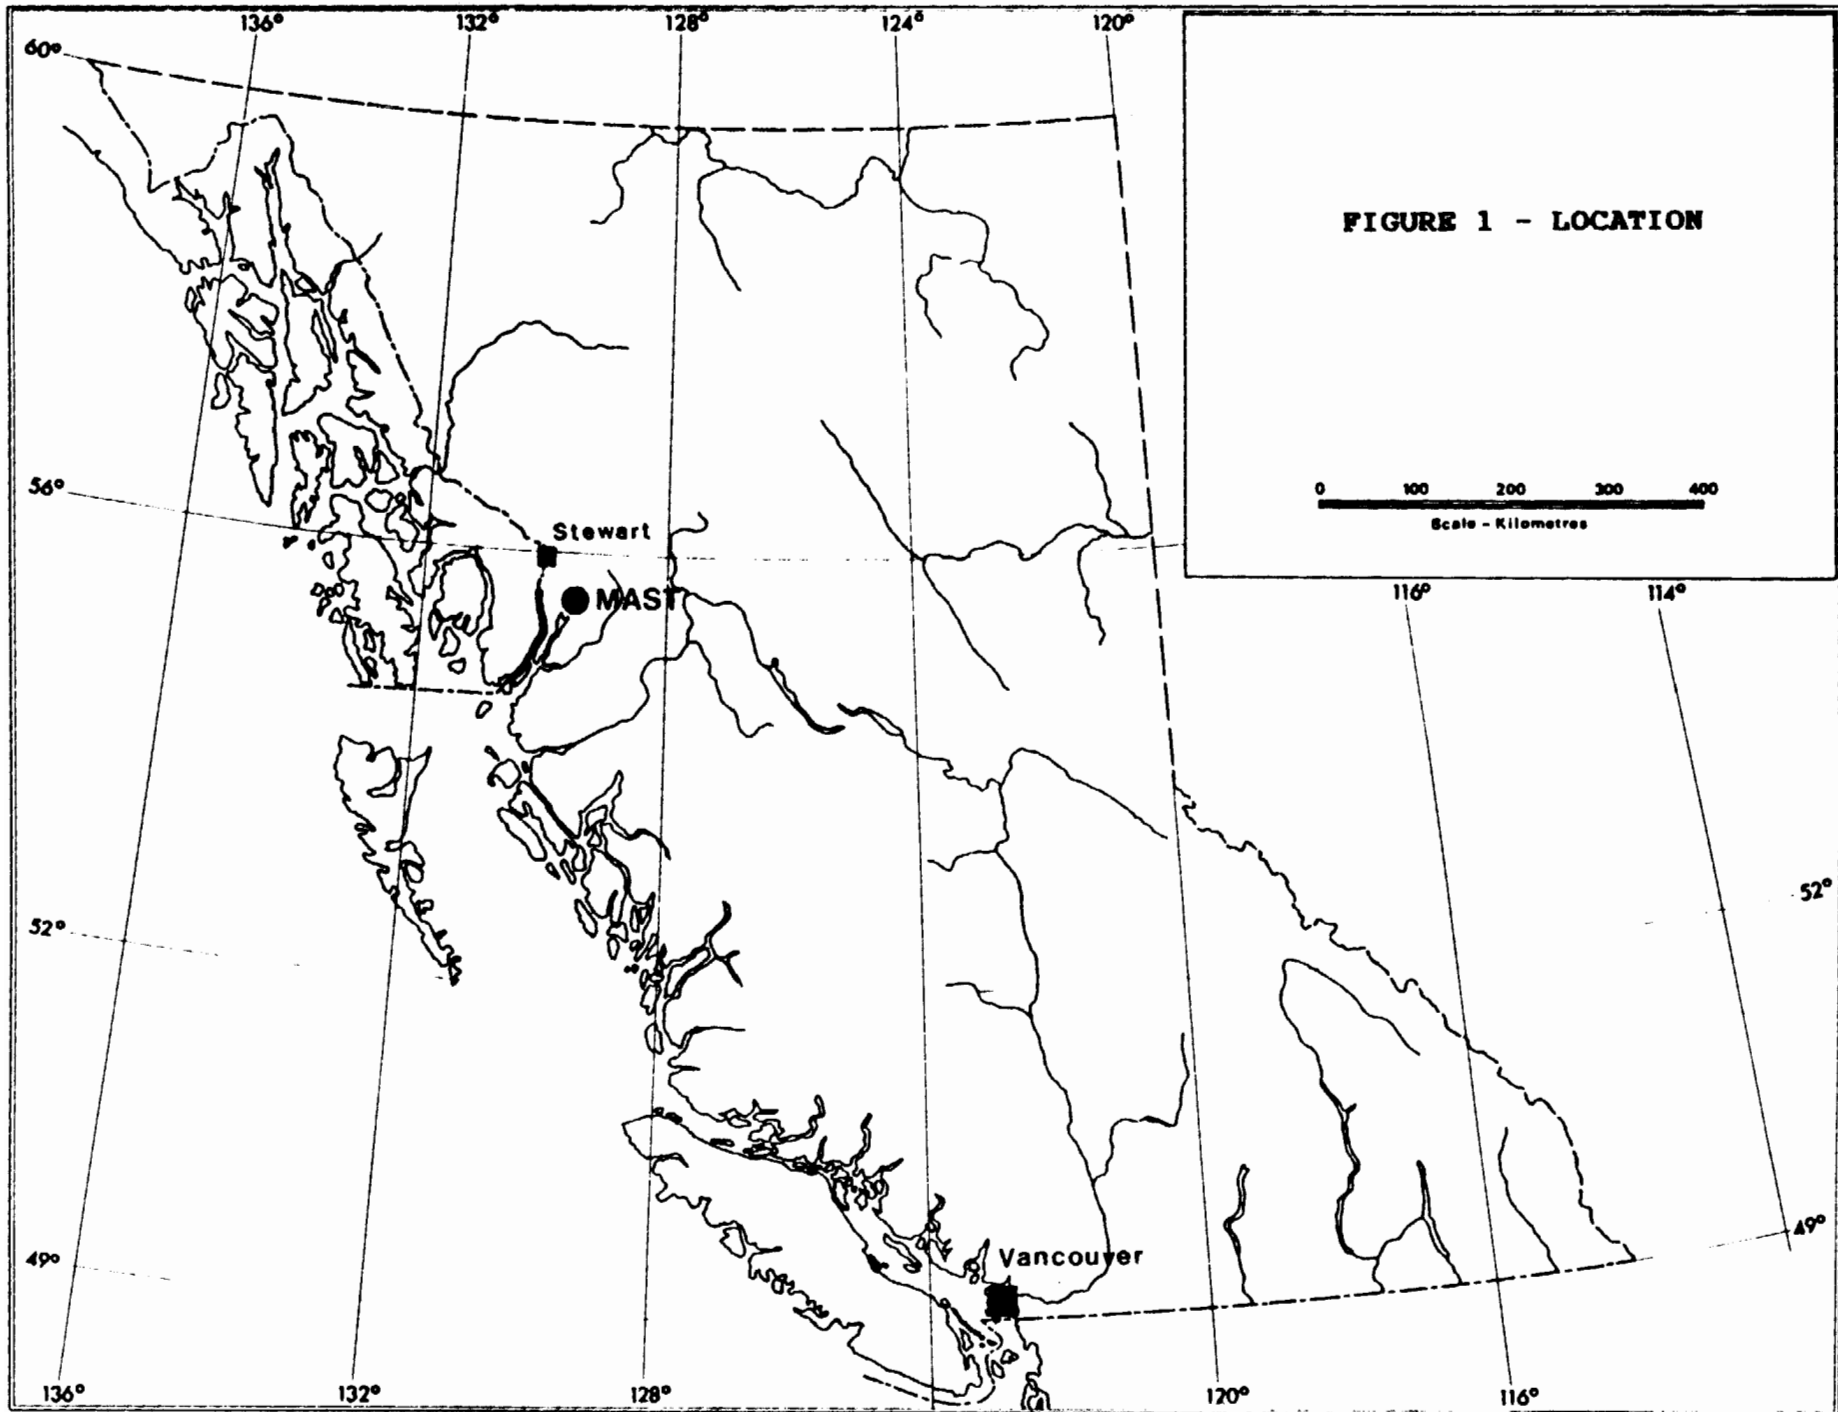 136° 132° 128° 124° 120°
60°
FIGURE 1 - LOCATION
56°
0 100 200 300 400
Scale - Kilometres
Stewart
MAST
116° 114°
52°
52°
49°
49°
Vancouver
136° 132° 128° 120° 116°